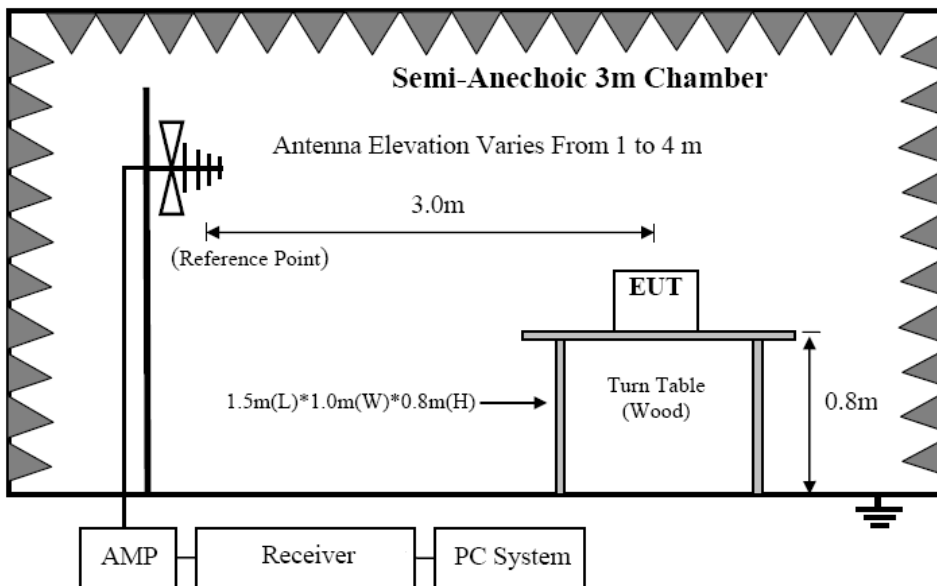 Semi-Anechoic 3m Chamber
Antenna Elevation Varies From 1 to 4 m
3.0m
(Reference Point)
EUT
1.5m(L)*1.0m(W)*0.8m(H)
Turn Table
(Wood)
0.8m
AMP
Receiver
PC System